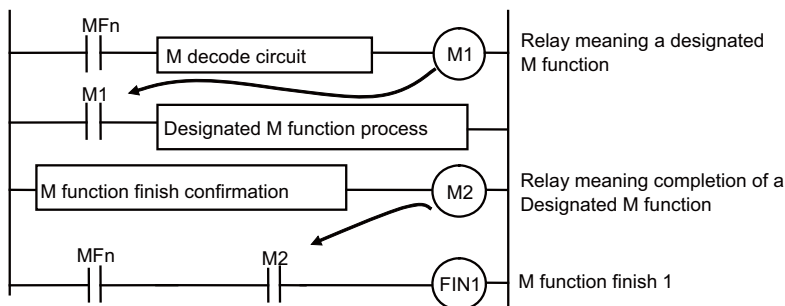 MFn
M decode circuit
M1
Relay meaning a designated
M function
M1
Designated M function process
M function finish confirmation
M2
Relay meaning completion of a
Designated M function
MFn
M2
FIN1
M function finish 1